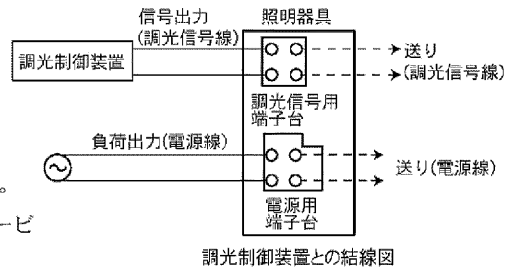 信号出力
(調光信号線)
照明器具
調光制御装置
送り
(調光信号線)
調光信号用
端子台
負荷出力(電源線)
送り(電源線)
電源用
端子台
。
ービ
調光制御装置との結線図